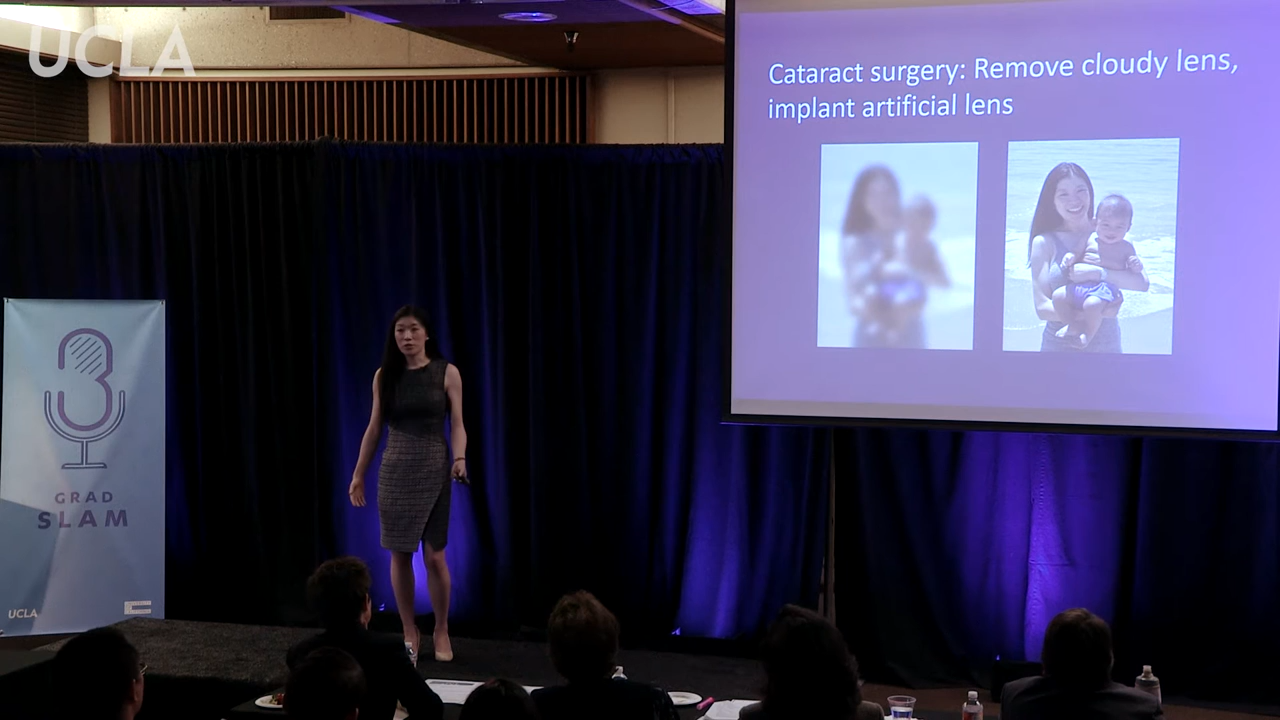 UCLA
Cataract surgery: Remove cloudy lens,
implant artificial lens
GRAD
SLAM
UCLA